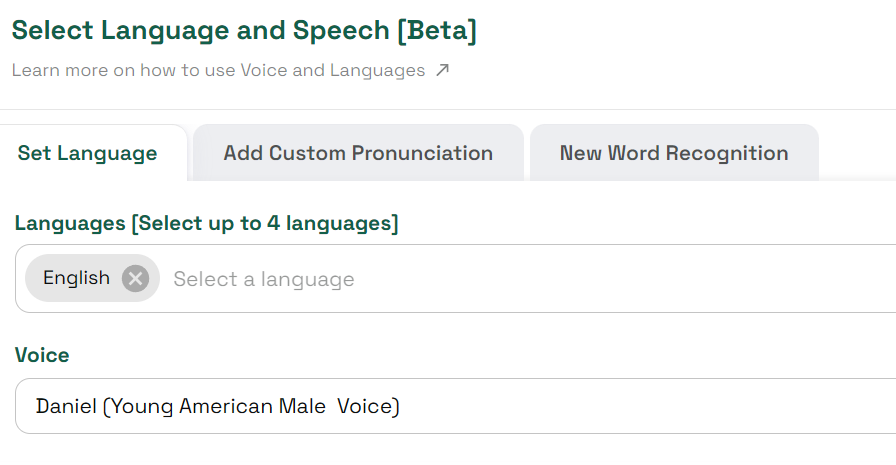 Select Language and Speech [Beta]
Learn more on how to use Voice and Languages ↗
Set Language
Add Custom Pronunciation
New Word Recognition
Languages [Select up to 4 languages]
English
Select a language
Voice
Daniel (Young American Male  Voice)